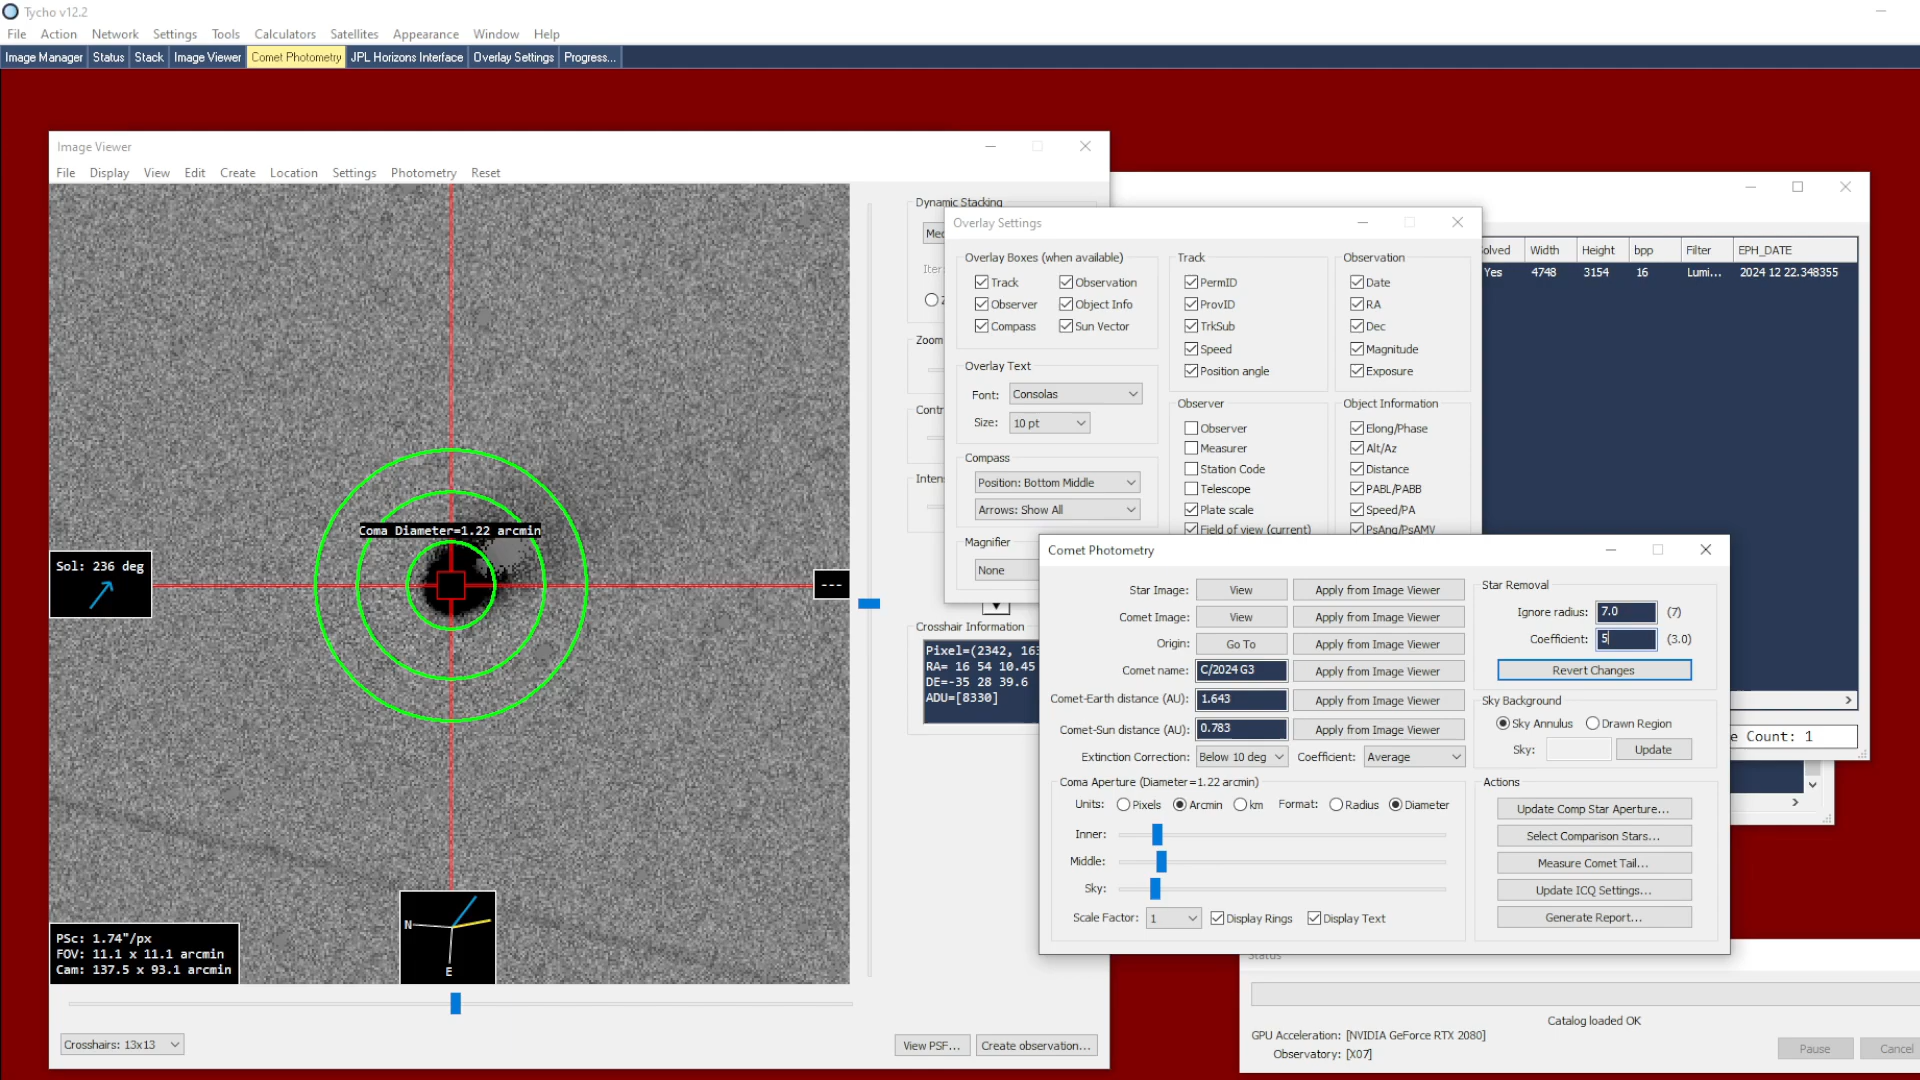 Tycho v12.2
File Action Network Settings Tools Calculators Satellites Appearance Window Help
Image Manager Status Stack Image Viewer Comet Photometry JPL Horizons Interface Overlay Settings Progress...
Image Viewer
File Display View Edit Create Location Settings Photometry Reset
Coma Diameter=1.22 arcmin
Sol: 236 deg
---
N
E
PSc: 1.74"/px
FOV: 11.1 x 11.1 arcmin
Cam: 137.5 x 93.1 arcmin
Crosshairs: 13x13
View PSF... Create observation...
Dynamic Stacking
Zoom
Crosshair Information
Pixel=(2342, 163
RA= 16 54 10.45
DE=-35 28 39.6
ADU=[8330]
Overlay Settings
Overlay Boxes (when available)
Track Observation
Observer Object Info
Compass Sun Vector
Overlay Text
Font: Consolas
Size: 10 pt
Compass
Position: Bottom Middle
Arrows: Show All
Magnifier
None
Track
PermID
ProvID
TrkSub
Speed
Position angle
Observer
Observer
Measurer
Station Code
Telescope
Plate scale
Field of view (current)
Observation
Date
RA
Dec
Magnitude
Exposure
Object Information
Elong/Phase
Alt/Az
Distance
PABL/PABB
Speed/PA
PsAng/PsAMV
olved Width Height bpp Filter EPH_DATE
Yes 4748 3154 16 Lumi... 2024 12 22.348355
e Count: 1
Comet Photometry
Star Image: View Apply from Image Viewer
Comet Image: View Apply from Image Viewer
Origin: Go To Apply from Image Viewer
Comet name: C/2024 G3 Apply from Image Viewer
Comet-Earth distance (AU): 1.643 Apply from Image Viewer
Comet-Sun distance (AU): 0.783 Apply from Image Viewer
Extinction Correction: Below 10 deg Coefficient: Average
Coma Aperture (Diameter=1.22 arcmin)
Units: Pixels Arcmin km Format: Radius Diameter
Inner:
Middle:
Sky:
Scale Factor: 1 Display Rings Display Text
Star Removal
Ignore radius: 7.0 (7)
Coefficient: 5 (3.0)
Revert Changes
Sky Background
Sky Annulus Drawn Region
Sky: Update
Actions
Update Comp Star Aperture...
Select Comparison Stars...
Measure Comet Tail...
Update ICQ Settings...
Generate Report...
Status
Catalog loaded OK
GPU Acceleration: [NVIDIA GeForce RTX 2080]
Observatory: [X07]
Pause Cancel